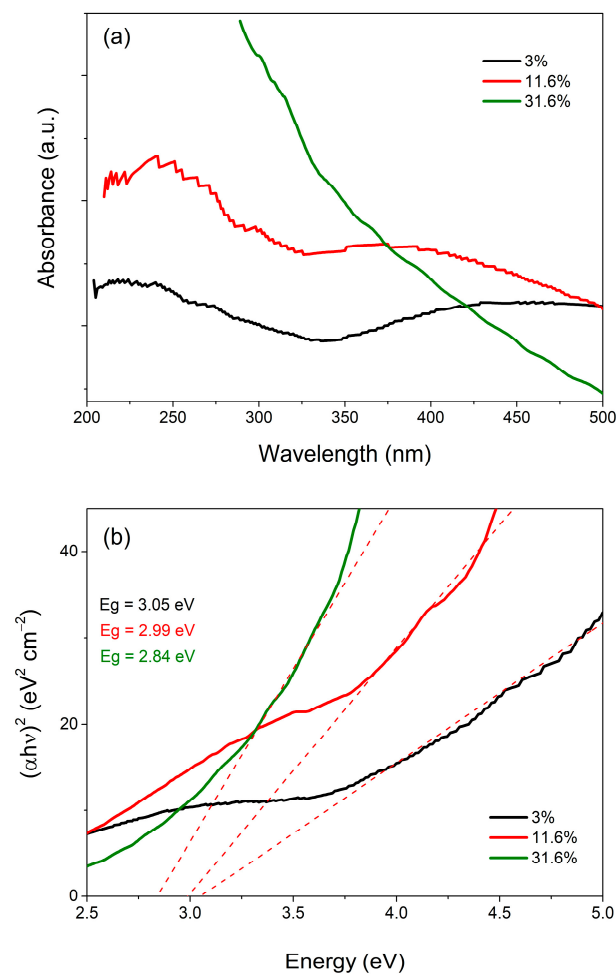 (a)
3%
11.6%
31.6%
Absorbance (a.u.)
200 250 300 350 400 450 500
Wavelength (nm)
(b)
40
Eg = 3.05 eV
Eg = 2.99 eV
Eg = 2.84 eV
20
(αhν)² (eV² cm⁻²)
3%
11.6%
31.6%
0
2.5 3.0 3.5 4.0 4.5 5.0
Energy (eV)